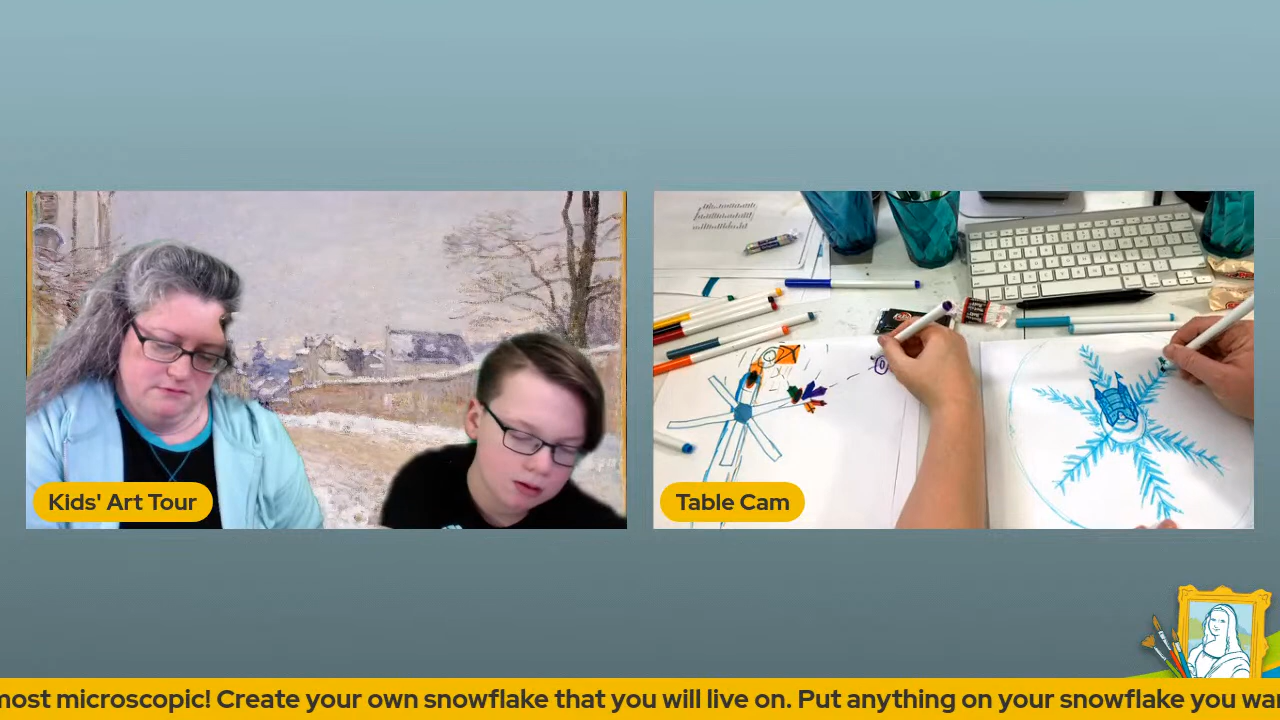 Kids' Art Tour
Table Cam
most microscopic! Create your own snowflake that you will live on. Put anything on your snowflake you wan